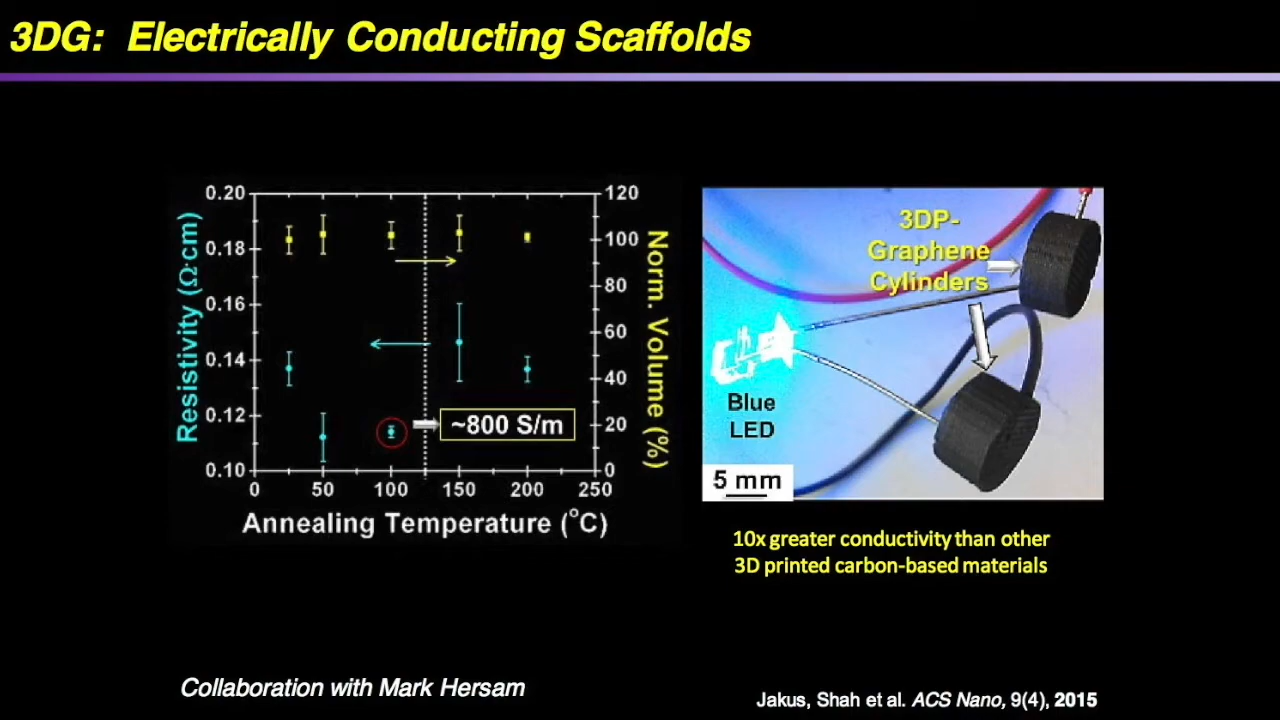 3DG: Electrically Conducting Scaffolds
0.20
0.18
0.16
0.14
0.12
0.10
Resistivity (Ω·cm)
120
100
80
60
40
20
0
Norm. Volume (%)
~800 S/m
0 50 100 150 200 250
Annealing Temperature (°C)
3DP-
Graphene
Cylinders
Blue
LED
5 mm
10x greater conductivity than other
3D printed carbon-based materials
Collaboration with Mark Hersam
Jakus, Shah et al. ACS Nano, 9(4), 2015